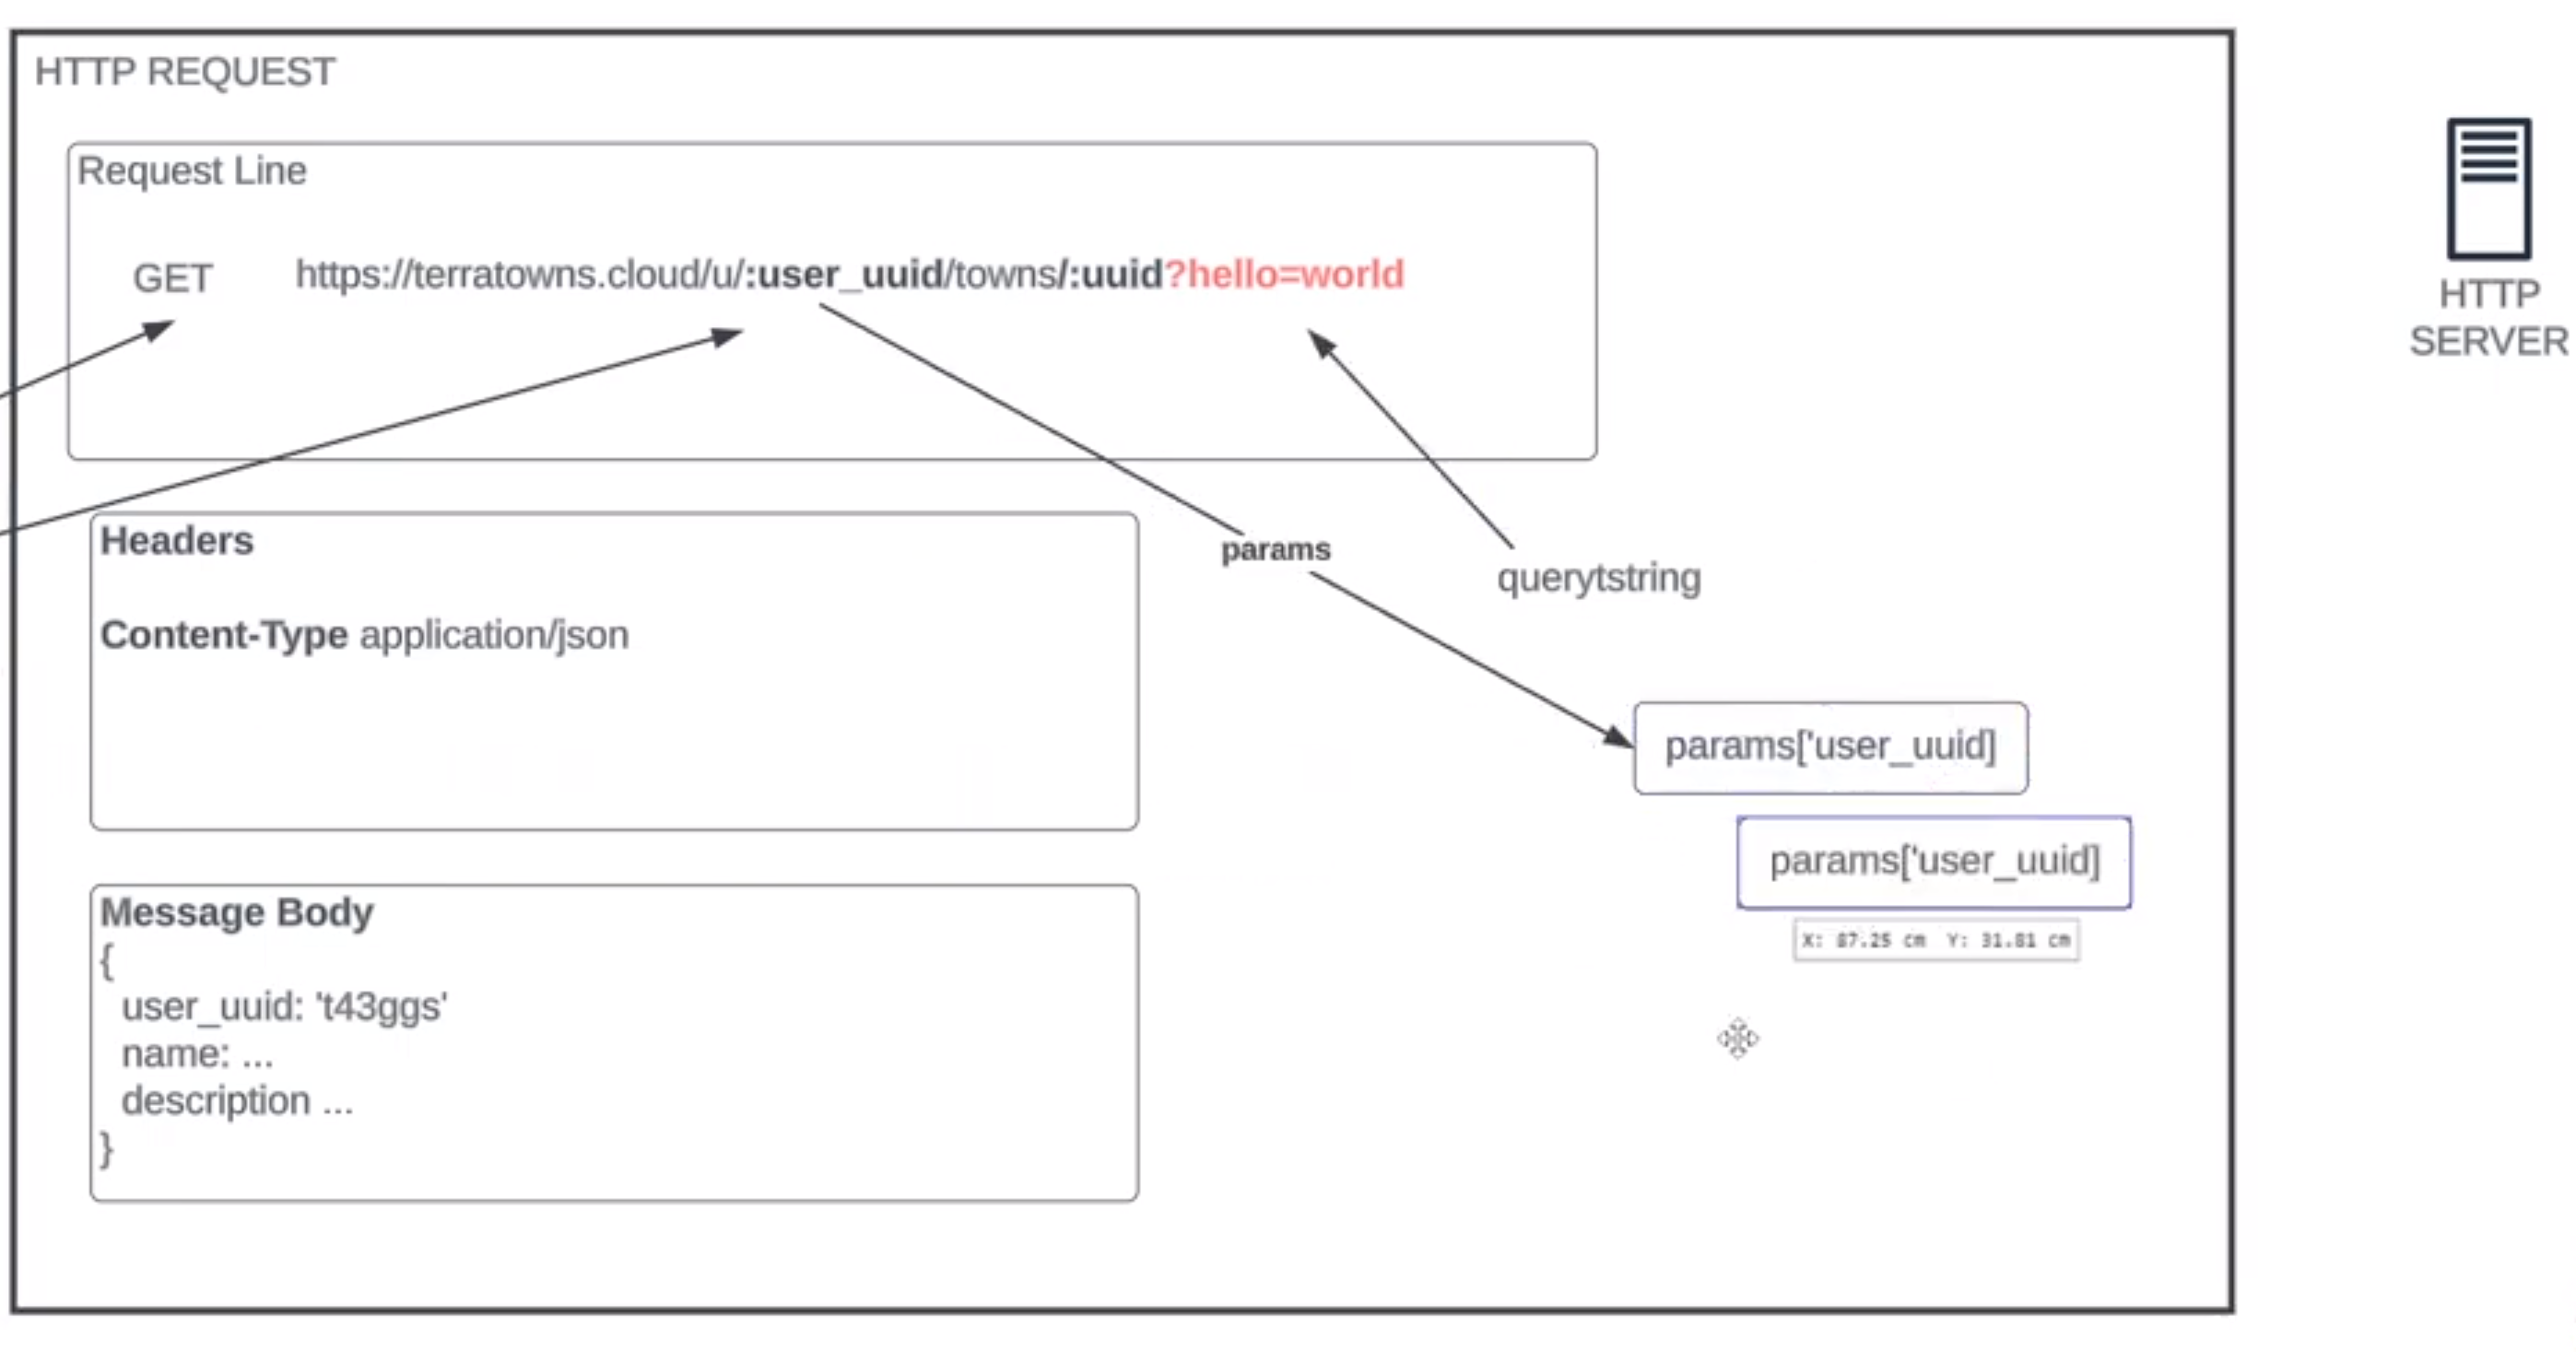 HTTP REQUEST
Request Line
GET https://terratowns.cloud/u/:user_uuid/towns/:uuid?hello=world
HTTP
SERVER
Headers
params
querytstring
Content-Type application/json
params['user_uuid]
params['user_uuid]
Message Body
X: 87.25 cm Y: 31.81 cm
{
user_uuid: 't43ggs'
name: ...
description ...
}